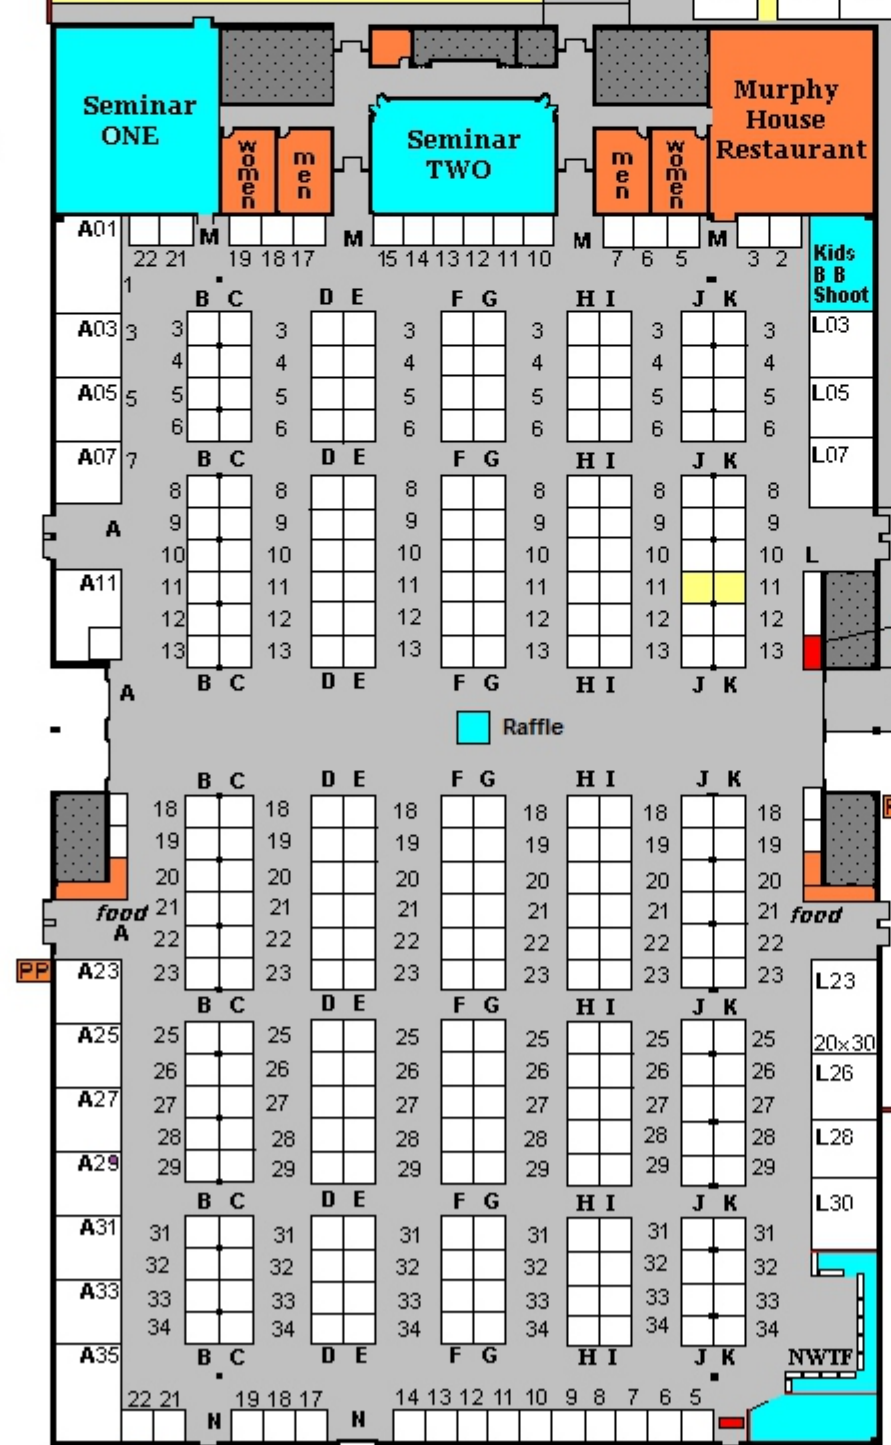 Seminar
ONE
women
men
Seminar
TWO
men
women
Murphy
House
Restaurant
A01
M
M
M
M
22 21 19 18 17 15 14 13 12 11 10 7 6 5 3 2
Kids
B B
Shoot
1
B C D E F G H I J K
A03 3 3 3 3 3 3 3 L03
4 4 4 4 4 4
A05 5 5 5 5 5 5 5 L05
6 6 6 6 6 6
A07 7 B C D E F G H I J K L07
8 8 8 8 8 8
A 9 9 9 9 9 9
10 10 10 10 10 10 L
A11 11 11 11 11 11 11
12 12 12 12 12 12
13 13 13 13 13 13
A B C D E F G H I J K
Raffle
B C D E F G H I J K
18 18 18 18 18 18
19 19 19 19 19 19
20 20 20 20 20 20
food 21 21 21 21 21 21 food
A 22 22 22 22 22 22
PP A23 23 23 23 23 23 23 L23
B C D E F G H I J K
A25 25 25 25 25 25 25 20x30
26 26 26 26 26 26 L26
A27 27 27 27 27 27 27
28 28 28 28 28 28 L28
A29 29 29 29 29 29 29
B C D E F G H I J K L30
A31 31 31 31 31 31 31
32 32 32 32 32 32
A33 33 33 33 33 33 33
34 34 34 34 34 34
A35 B C D E F G H I J K NWTF
22 21 19 18 17 14 13 12 11 10 9 8 7 6 5
N N